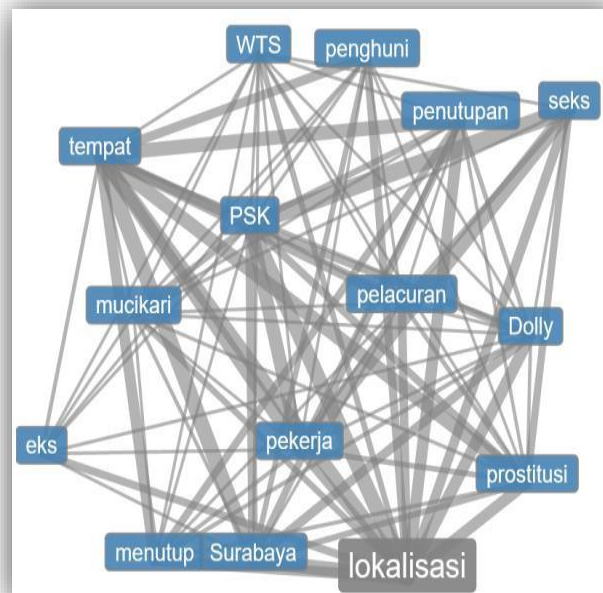 WTS
penghuni
seks
penutupan
tempat
PSK
mucikari
pelacuran
Dolly
eks
pekerja
prostitusi
menutup
Surabaya
lokalisasi